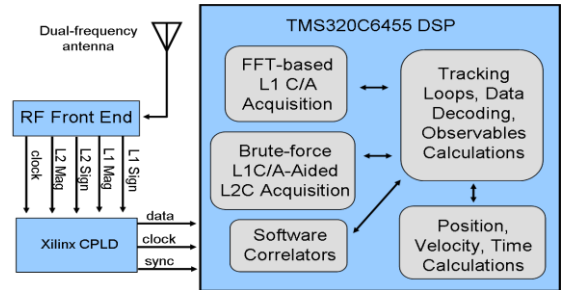 Dual-frequency
antenna
RF Front End
clock
L2 Mag
L2 Sign
L1 Mag
L1 Sign
Xilinx CPLD
data
clock
sync
TMS320C6455 DSP
FFT-based
L1 C/A
Acquisition
Brute-force
L1C/A-Aided
L2C Acquisition
Software
Correlators
Tracking
Loops, Data
Decoding,
Observables
Calculations
Position,
Velocity, Time
Calculations